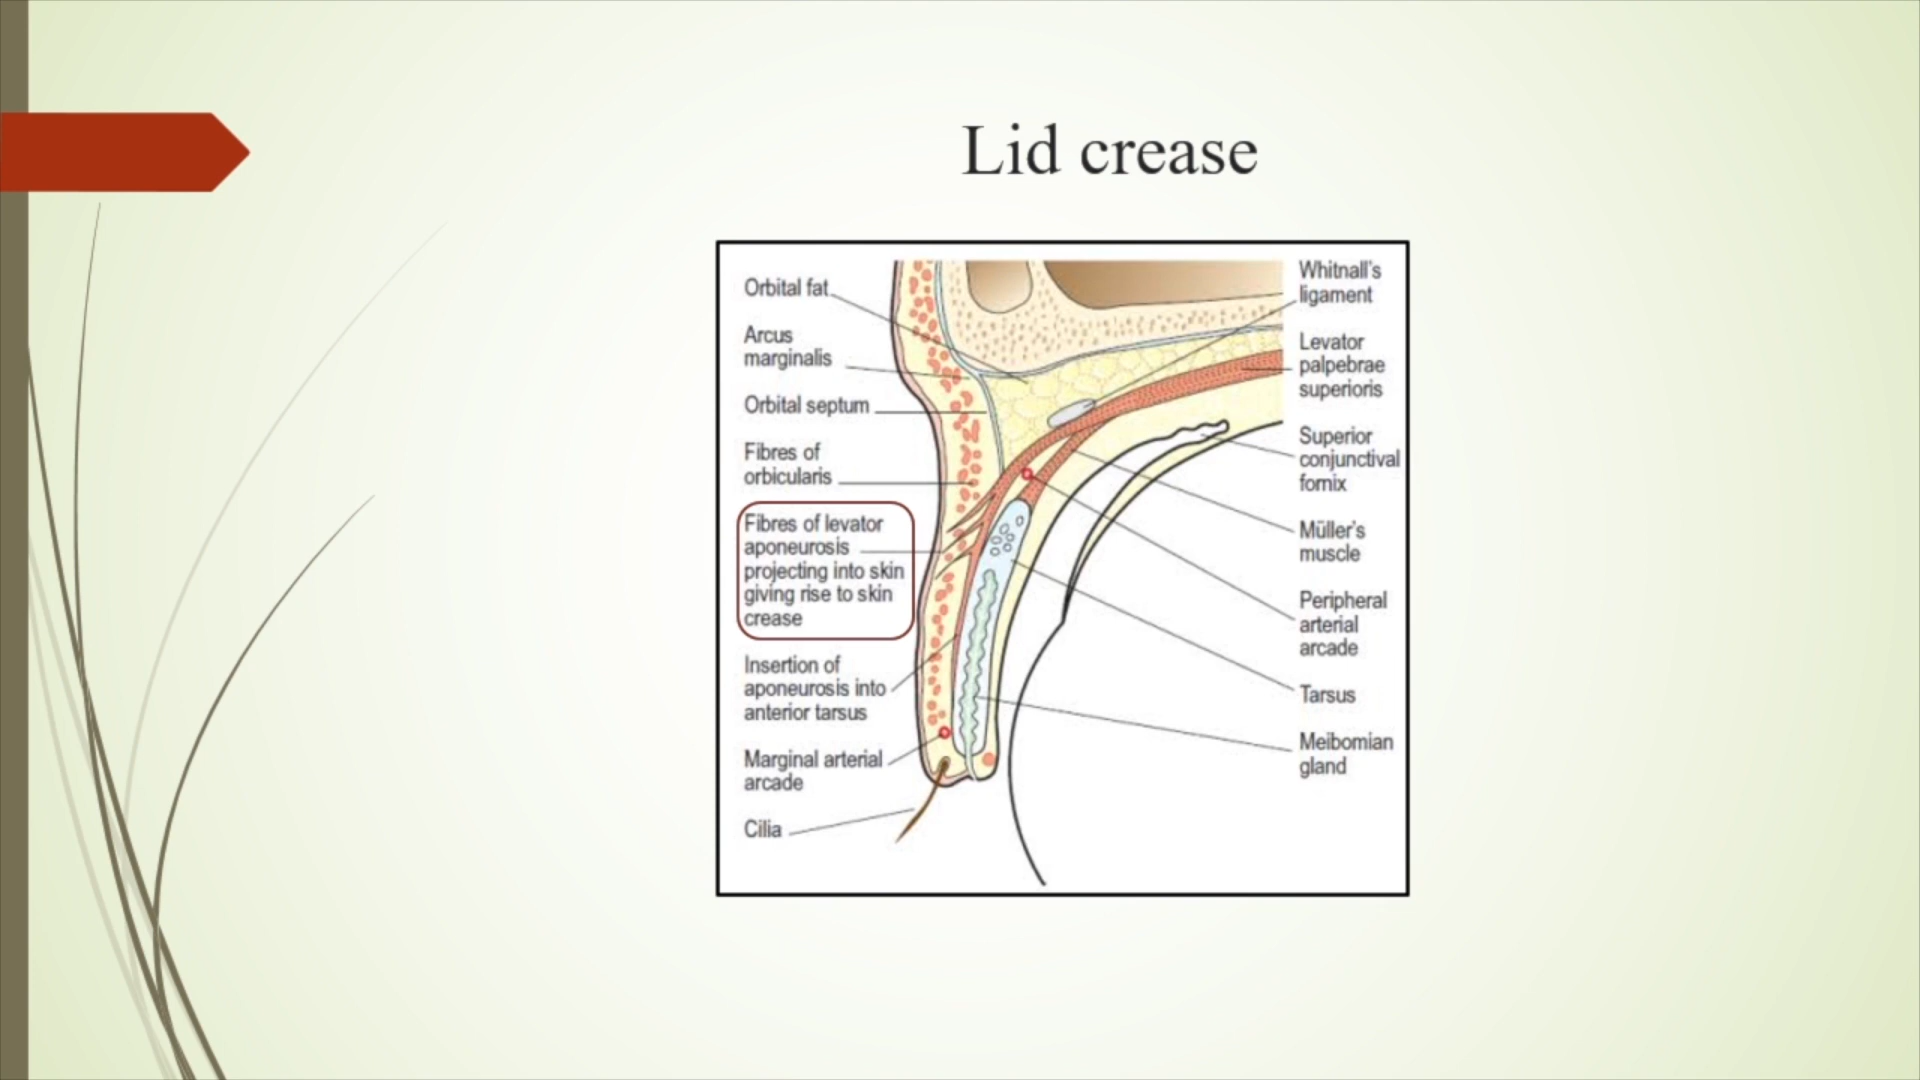 Lid crease
Orbital fat
Arcus
marginalis
Orbital septum
Fibres of
orbicularis
Fibres of levator
aponeurosis
projecting into skin
giving rise to skin
crease
Insertion of
aponeurosis into
anterior tarsus
Marginal arterial
arcade
Cilia
Whitnall's
ligament
Levator
palpebrae
superioris
Superior
conjunctival
fornix
Müller's
muscle
Peripheral
arterial
arcade
Tarsus
Meibomian
gland